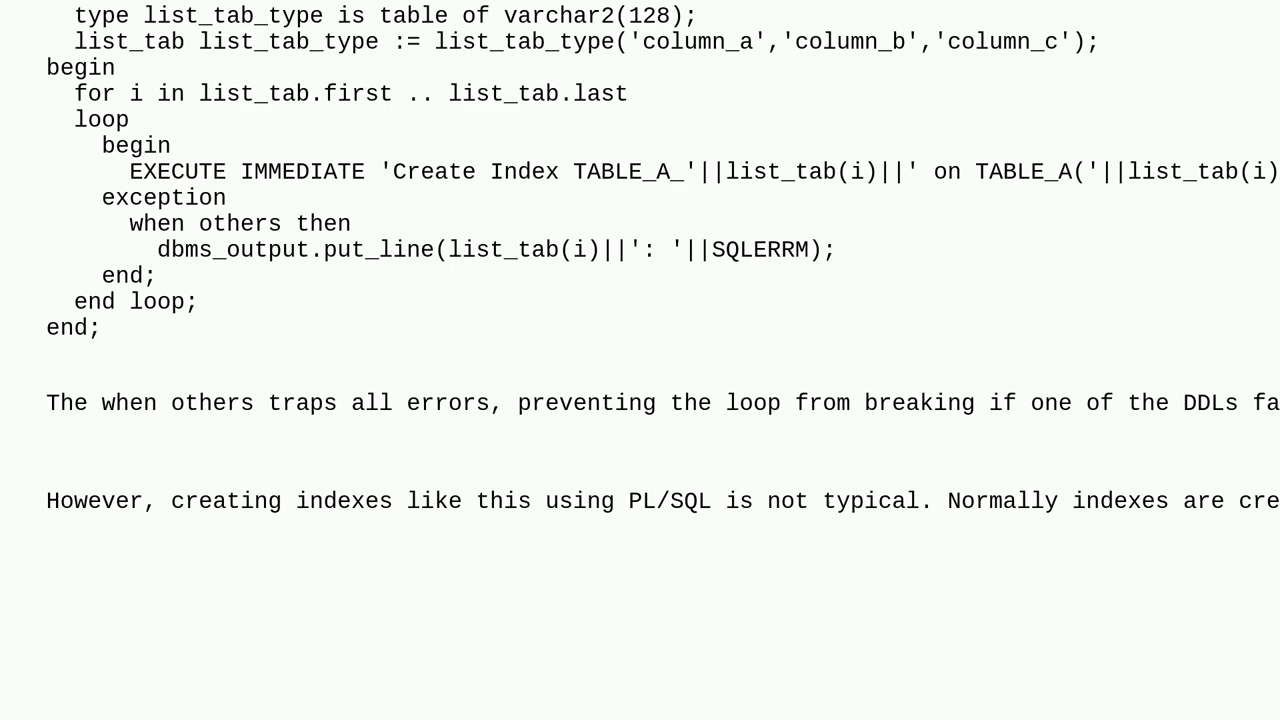 type list_tab_type is table of varchar2(128);
list_tab list_tab_type := list_tab_type('column_a','column_b','column_c');
begin
for i in list_tab.first .. list_tab.last
loop
begin
EXECUTE IMMEDIATE 'Create Index TABLE_A_'||list_tab(i)||' on TABLE_A('||list_tab(i)
exception
when others then
dbms_output.put_line(list_tab(i)||': '||SQLERRM);
end;
end loop;
end;
The when others traps all errors, preventing the loop from breaking if one of the DDLs fa
However, creating indexes like this using PL/SQL is not typical. Normally indexes are cre